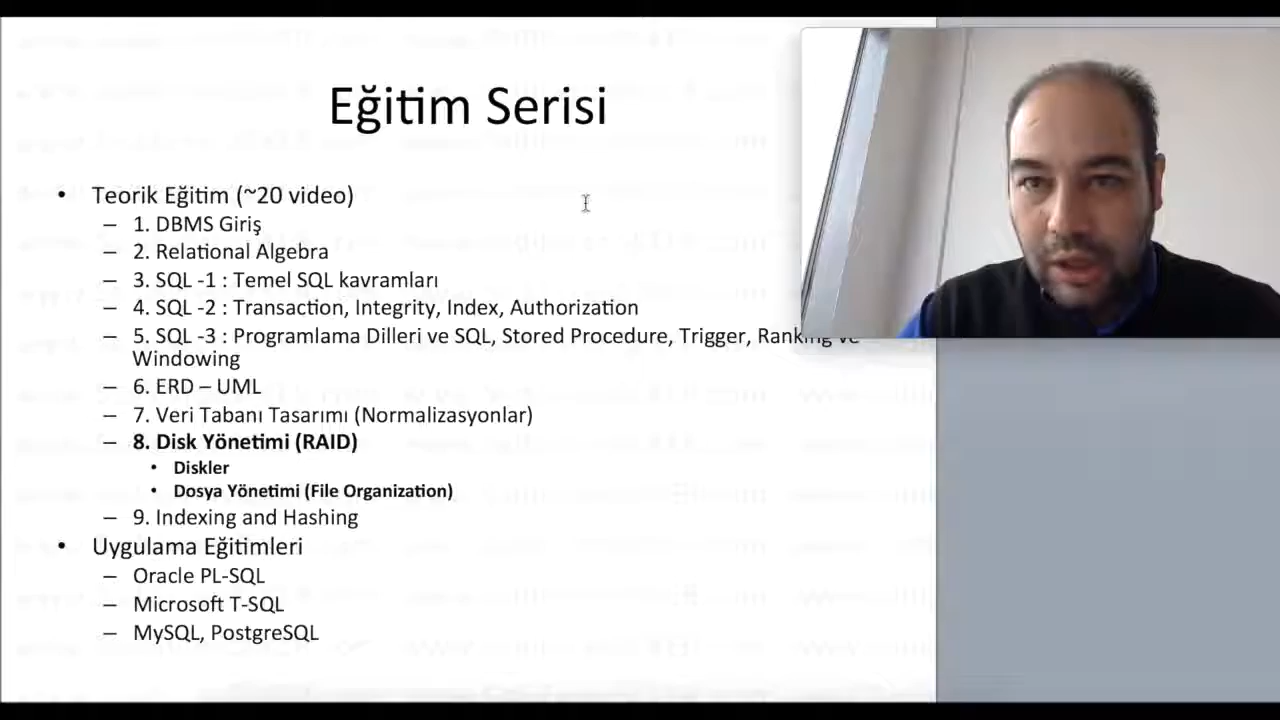 Eğitim Serisi
• Teorik Eğitim (~20 video)
– 1. DBMS Giriş
– 2. Relational Algebra
– 3. SQL -1 : Temel SQL kavramları
– 4. SQL -2 : Transaction, Integrity, Index, Authorization
– 5. SQL -3 : Programlama Dilleri ve SQL, Stored Procedure, Trigger, Ranking ve
Windowing
– 6. ERD – UML
– 7. Veri Tabanı Tasarımı (Normalizasyonlar)
– 8. Disk Yönetimi (RAID)
• Diskler
• Dosya Yönetimi (File Organization)
– 9. Indexing and Hashing
• Uygulama Eğitimleri
– Oracle PL-SQL
– Microsoft T-SQL
– MySQL, PostgreSQL